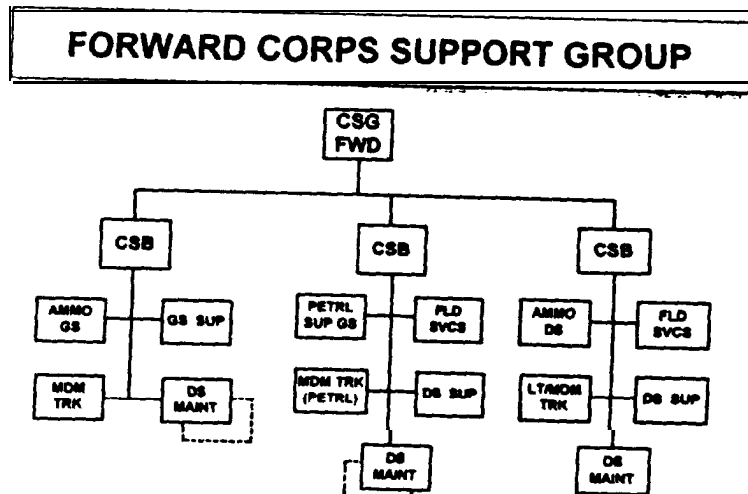 FORWARD CORPS SUPPORT GROUP
CSG
FWD
CSB
CSB
CSB
AMMO
GS
GS SUP
PETRL
SUP GS
FLD
SVCS
AMMO
DS
FLD
SVCS
MDM
TRK
DS
MAINT
MDM TRK
(PETRL)
DS SUP
LT/MDM
TRK
DS SUP
DS
MAINT
DS
MAINT